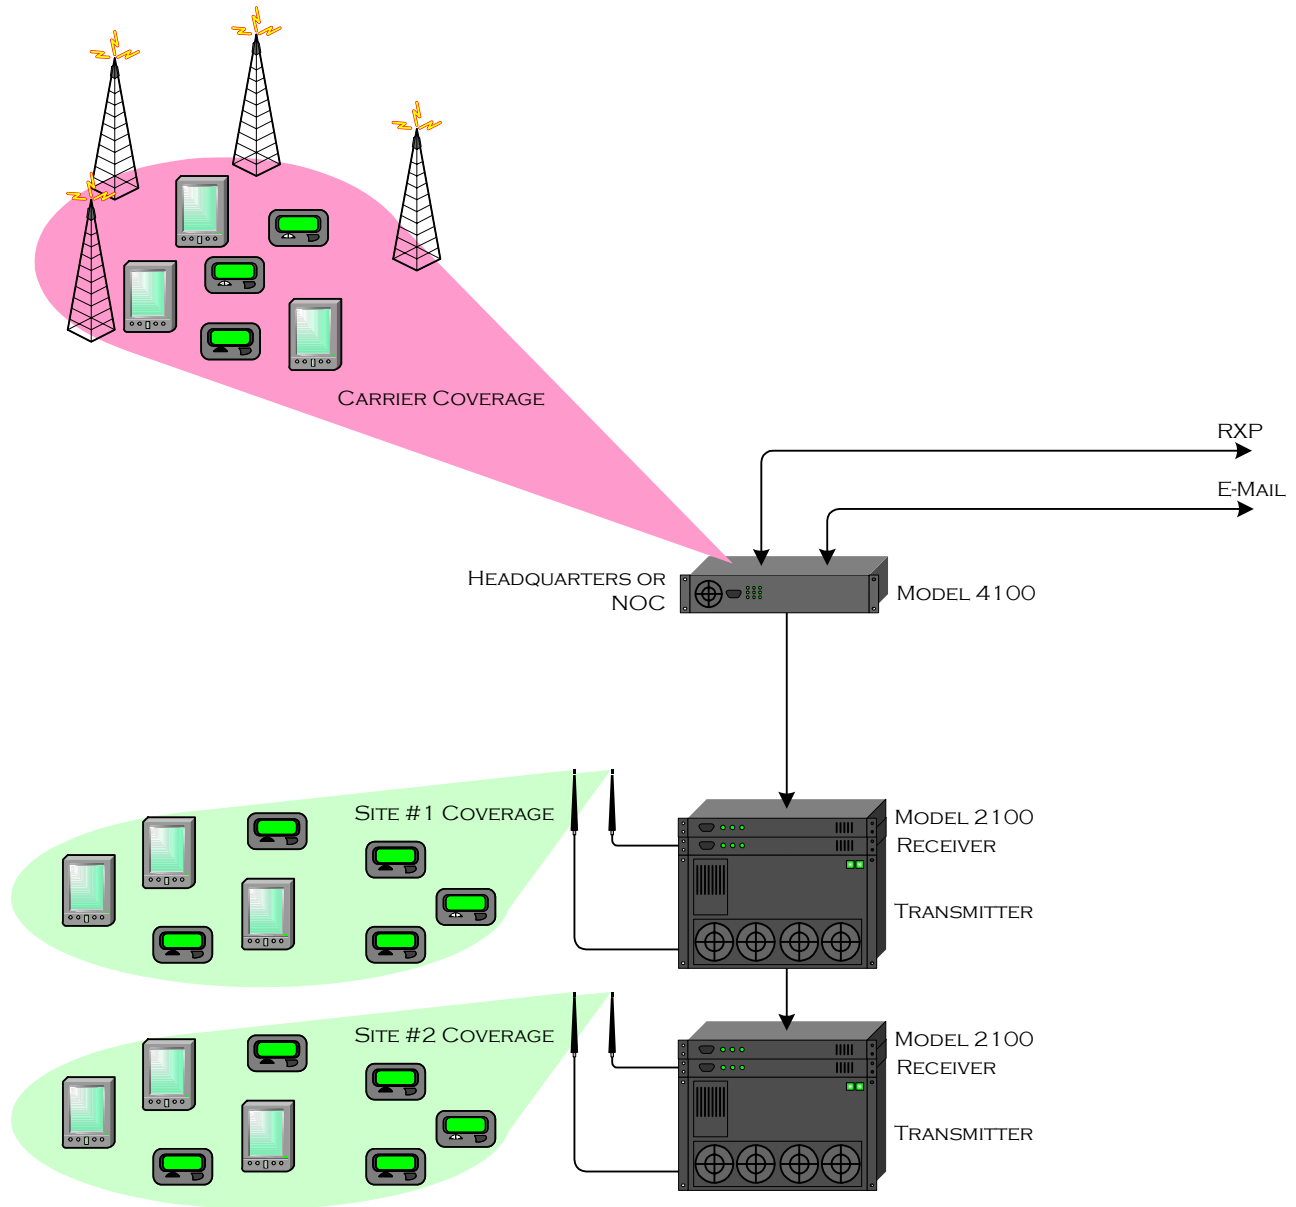 Carrier Coverage
RXP
E-Mail
Headquarters or
NOC
Model 4100
Site #1 Coverage
Model 2100
Receiver
Transmitter
Site #2 Coverage
Model 2100
Receiver
Transmitter